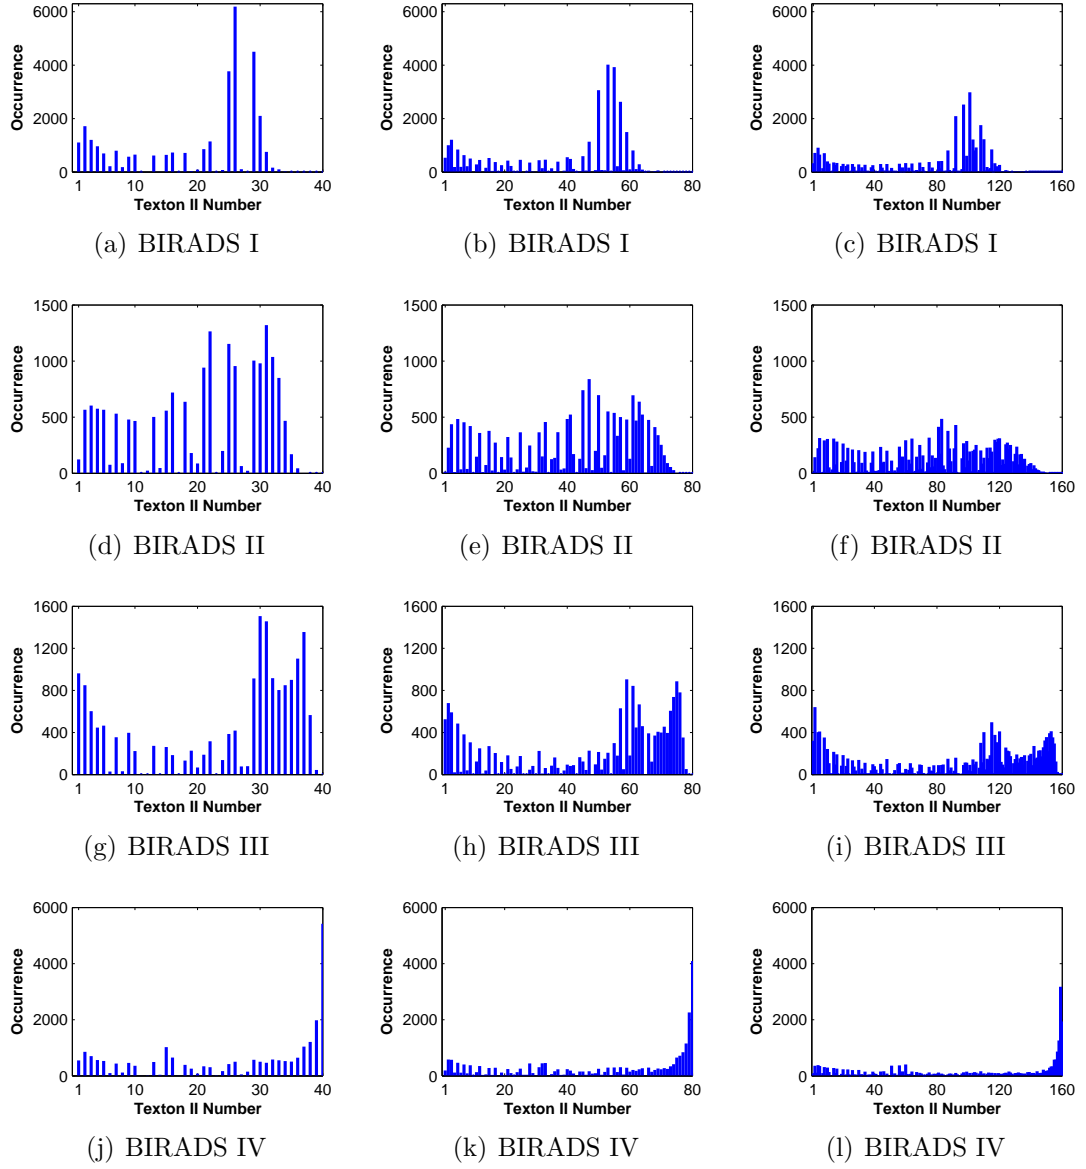 6000
4000
2000
0
Occurrence
1 10 20 30 40
Texton II Number
(a) BIRADS I
6000
4000
2000
0
Occurrence
1 20 40 60 80
Texton II Number
(b) BIRADS I
6000
4000
2000
0
Occurrence
1 40 80 120 160
Texton II Number
(c) BIRADS I
1500
1000
500
0
Occurrence
1 10 20 30 40
Texton II Number
(d) BIRADS II
1500
1000
500
0
Occurrence
1 20 40 60 80
Texton II Number
(e) BIRADS II
1500
1000
500
0
Occurrence
1 40 80 120 160
Texton II Number
(f) BIRADS II
1600
1200
800
400
0
Occurrence
1 10 20 30 40
Texton II Number
(g) BIRADS III
1600
1200
800
400
0
Occurrence
1 20 40 60 80
Texton II Number
(h) BIRADS III
1600
1200
800
400
0
Occurrence
1 40 80 120 160
Texton II Number
(i) BIRADS III
6000
4000
2000
0
Occurrence
1 10 20 30 40
Texton II Number
(j) BIRADS IV
6000
4000
2000
0
Occurrence
1 20 40 60 80
Texton II Number
(k) BIRADS IV
6000
4000
2000
0
Occurrence
1 40 80 120 160
Texton II Number
(l) BIRADS IV